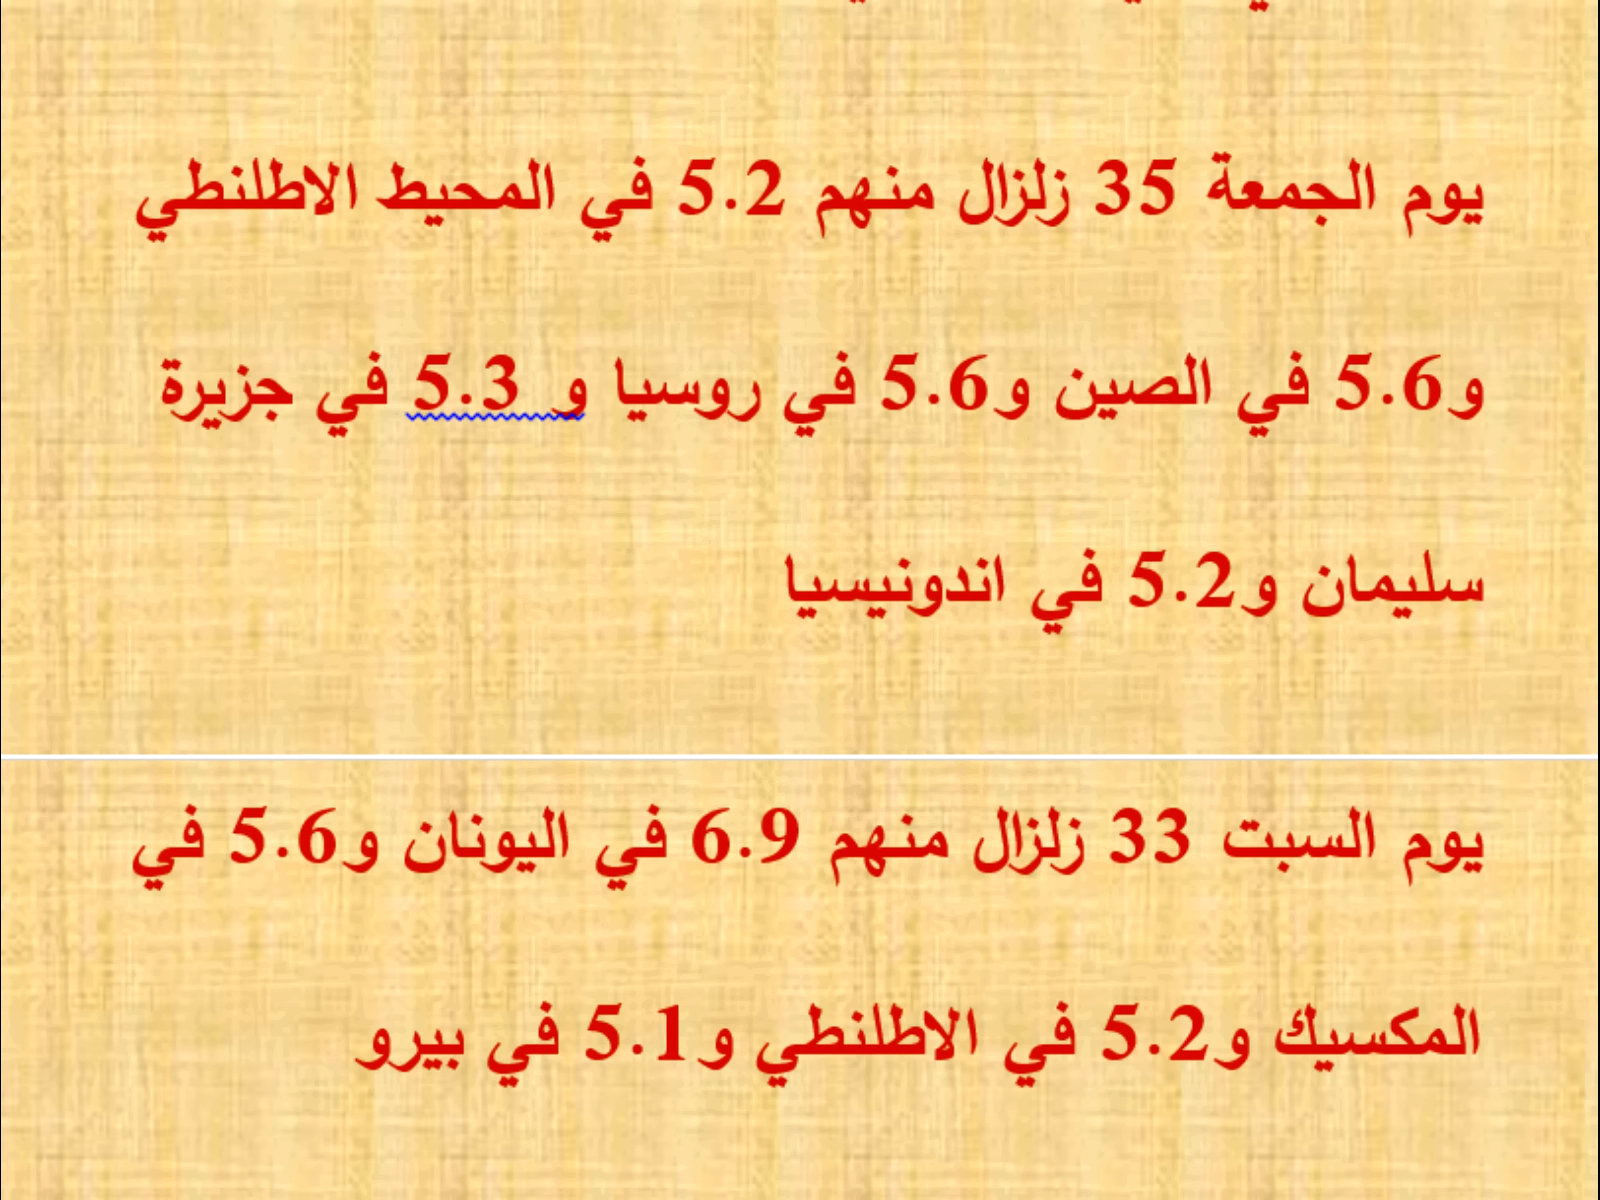 يوم الجمعة 35 زلزال منهم 5.2 في المحيط الاطلنطي
و5.6 في الصين و5.6 في روسيا و 5.3 في جزيرة
سليمان و5.2 في اندونيسيا
يوم السبت 33 زلزال منهم 6.9 في اليونان و5.6 في
المكسيك و5.2 في الاطلنطي و5.1 في بيرو